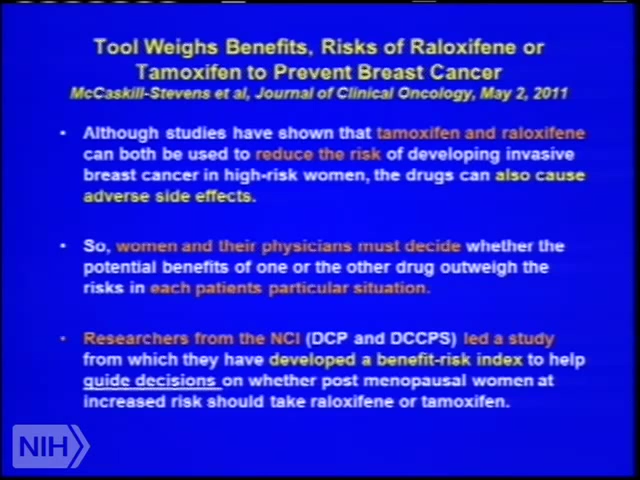 Tool Weighs Benefits, Risks of Raloxifene or
Tamoxifen to Prevent Breast Cancer
McCaskill-Stevens et al, Journal of Clinical Oncology, May 2, 2011
• Although studies have shown that tamoxifen and raloxifene
can both be used to reduce the risk of developing invasive
breast cancer in high-risk women, the drugs can also cause
adverse side effects.
• So, women and their physicians must decide whether the
potential benefits of one or the other drug outweigh the
risks in each patients particular situation.
• Researchers from the NCI (DCP and DCCPS) led a study
from which they have developed a benefit-risk index to help
guide decisions on whether post menopausal women at
increased risk should take raloxifene or tamoxifen.
NIH